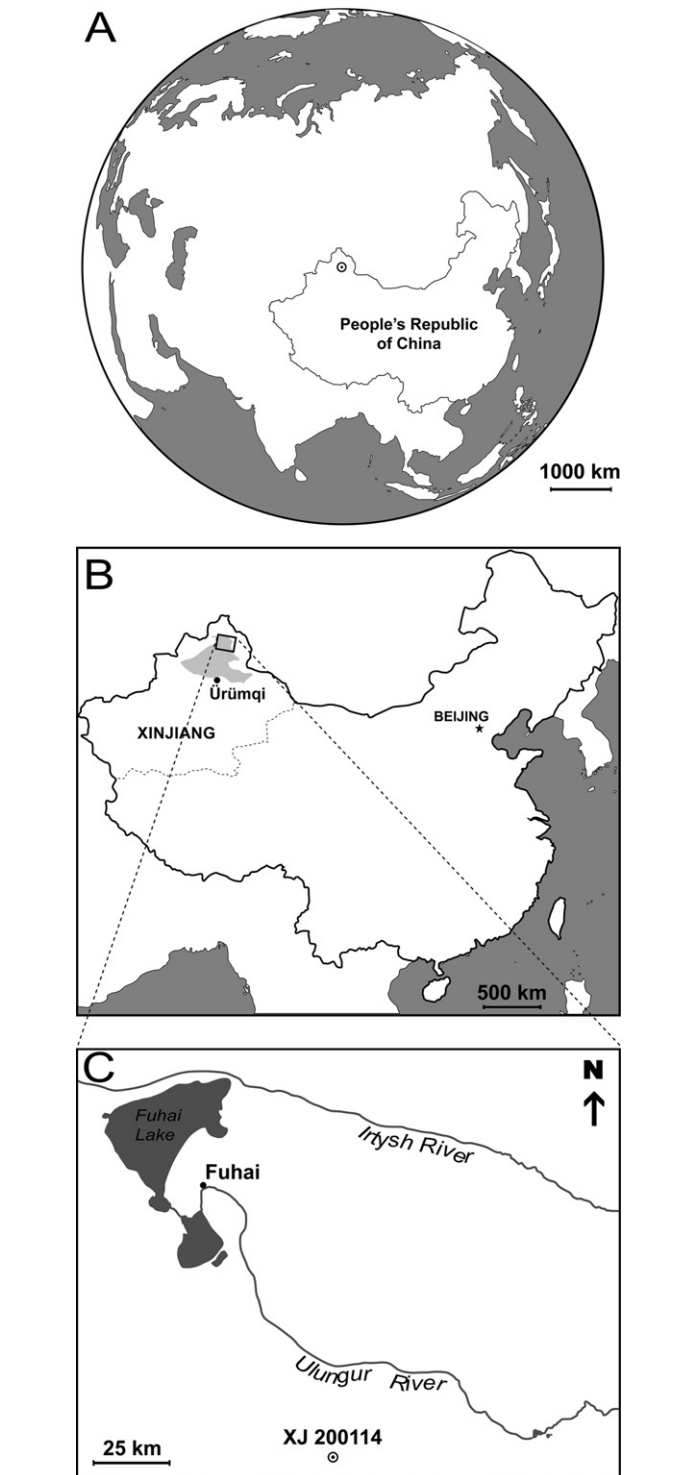 A
People's Republic
of China
1000 km
B
Ürümqi
XINJIANG
BEIJING
500 km
C
N
Fuhai
Lake
Irtysh River
Fuhai
Ulungur River
XJ 200114
25 km